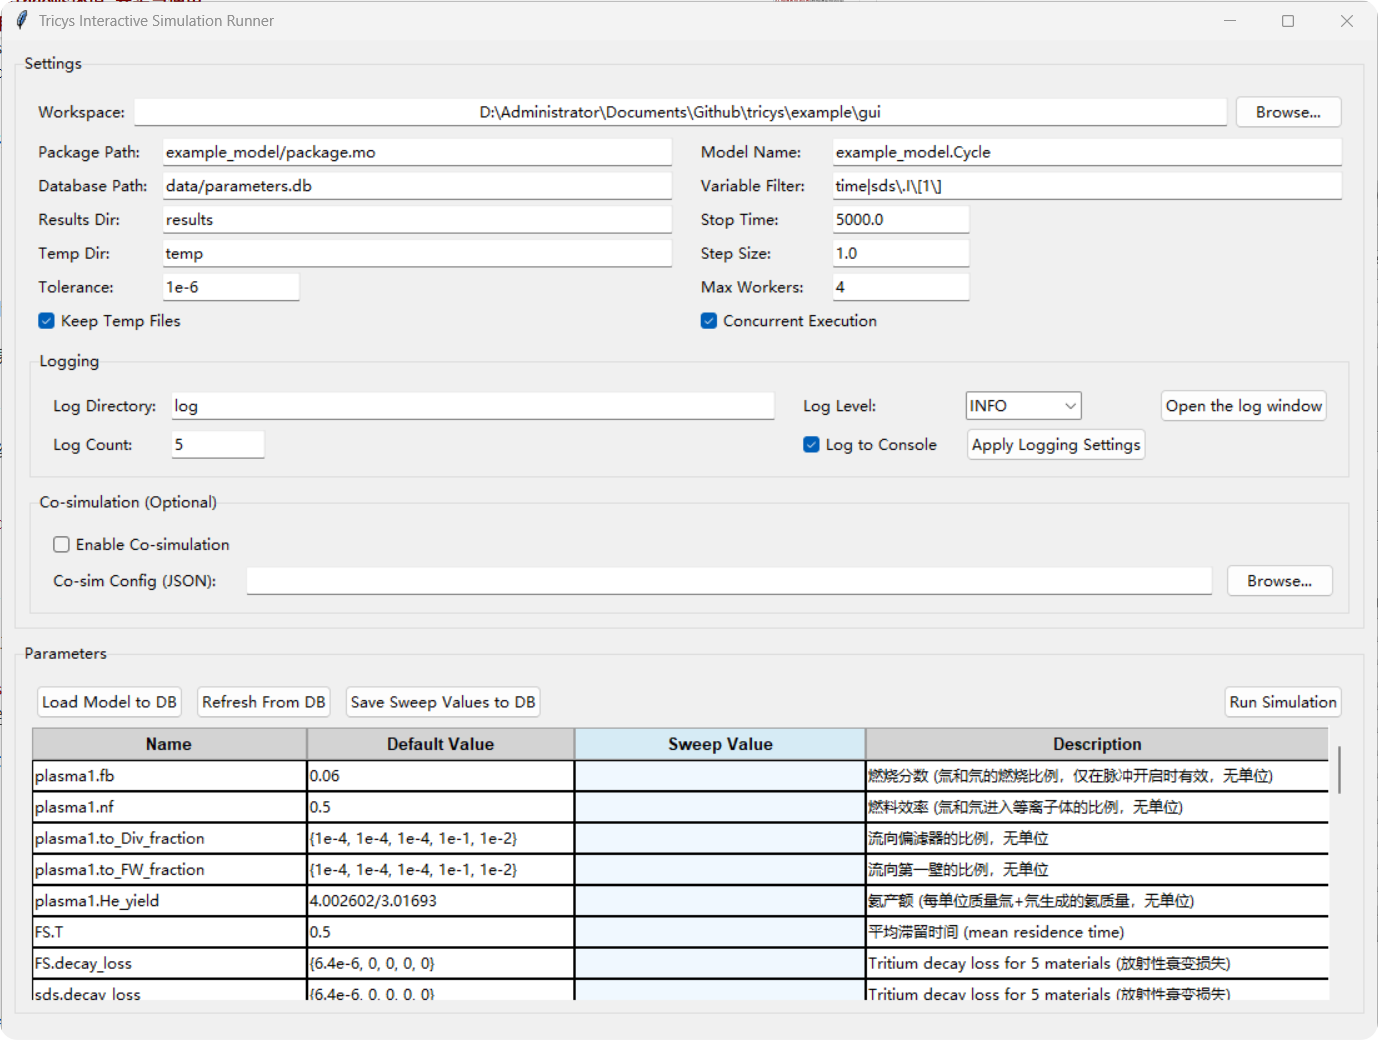 Tricys Interactive Simulation Runner
Settings
Workspace: D:\Administrator\Documents\Github\tricys\example\gui Browse...
Package Path: example_model/package.mo Model Name: example_model.Cycle
Database Path: data/parameters.db Variable Filter: time|sds\.I\[1\]
Results Dir: results Stop Time: 5000.0
Temp Dir: temp Step Size: 1.0
Tolerance: 1e-6 Max Workers: 4
Keep Temp Files Concurrent Execution
Logging
Log Directory: log Log Level: INFO Open the log window
Log Count: 5 Log to Console Apply Logging Settings
Co-simulation (Optional)
Enable Co-simulation
Co-sim Config (JSON): Browse...
Parameters
Load Model to DB Refresh From DB Save Sweep Values to DB Run Simulation
Name Default Value Sweep Value Description
plasma1.fb 0.06 燃烧分数 (氚和氘的燃烧比例，仅在脉冲开启时有效，无单位)
plasma1.nf 0.5 燃料效率 (氚和氘进入等离子体的比例，无单位)
plasma1.to_Div_fraction {1e-4, 1e-4, 1e-4, 1e-1, 1e-2} 流向偏滤器的比例，无单位
plasma1.to_FW_fraction {1e-4, 1e-4, 1e-4, 1e-1, 1e-2} 流向第一壁的比例，无单位
plasma1.He_yield 4.002602/3.01693 氦产额 (每单位质量氚+氘生成的氦质量，无单位)
FS.T 0.5 平均滞留时间 (mean residence time)
FS.decay_loss {6.4e-6, 0, 0, 0, 0} Tritium decay loss for 5 materials (放射性衰变损失)
sds.decay_loss {6.4e-6, 0, 0, 0, 0} Tritium decay loss for 5 materials (放射性衰变损失)